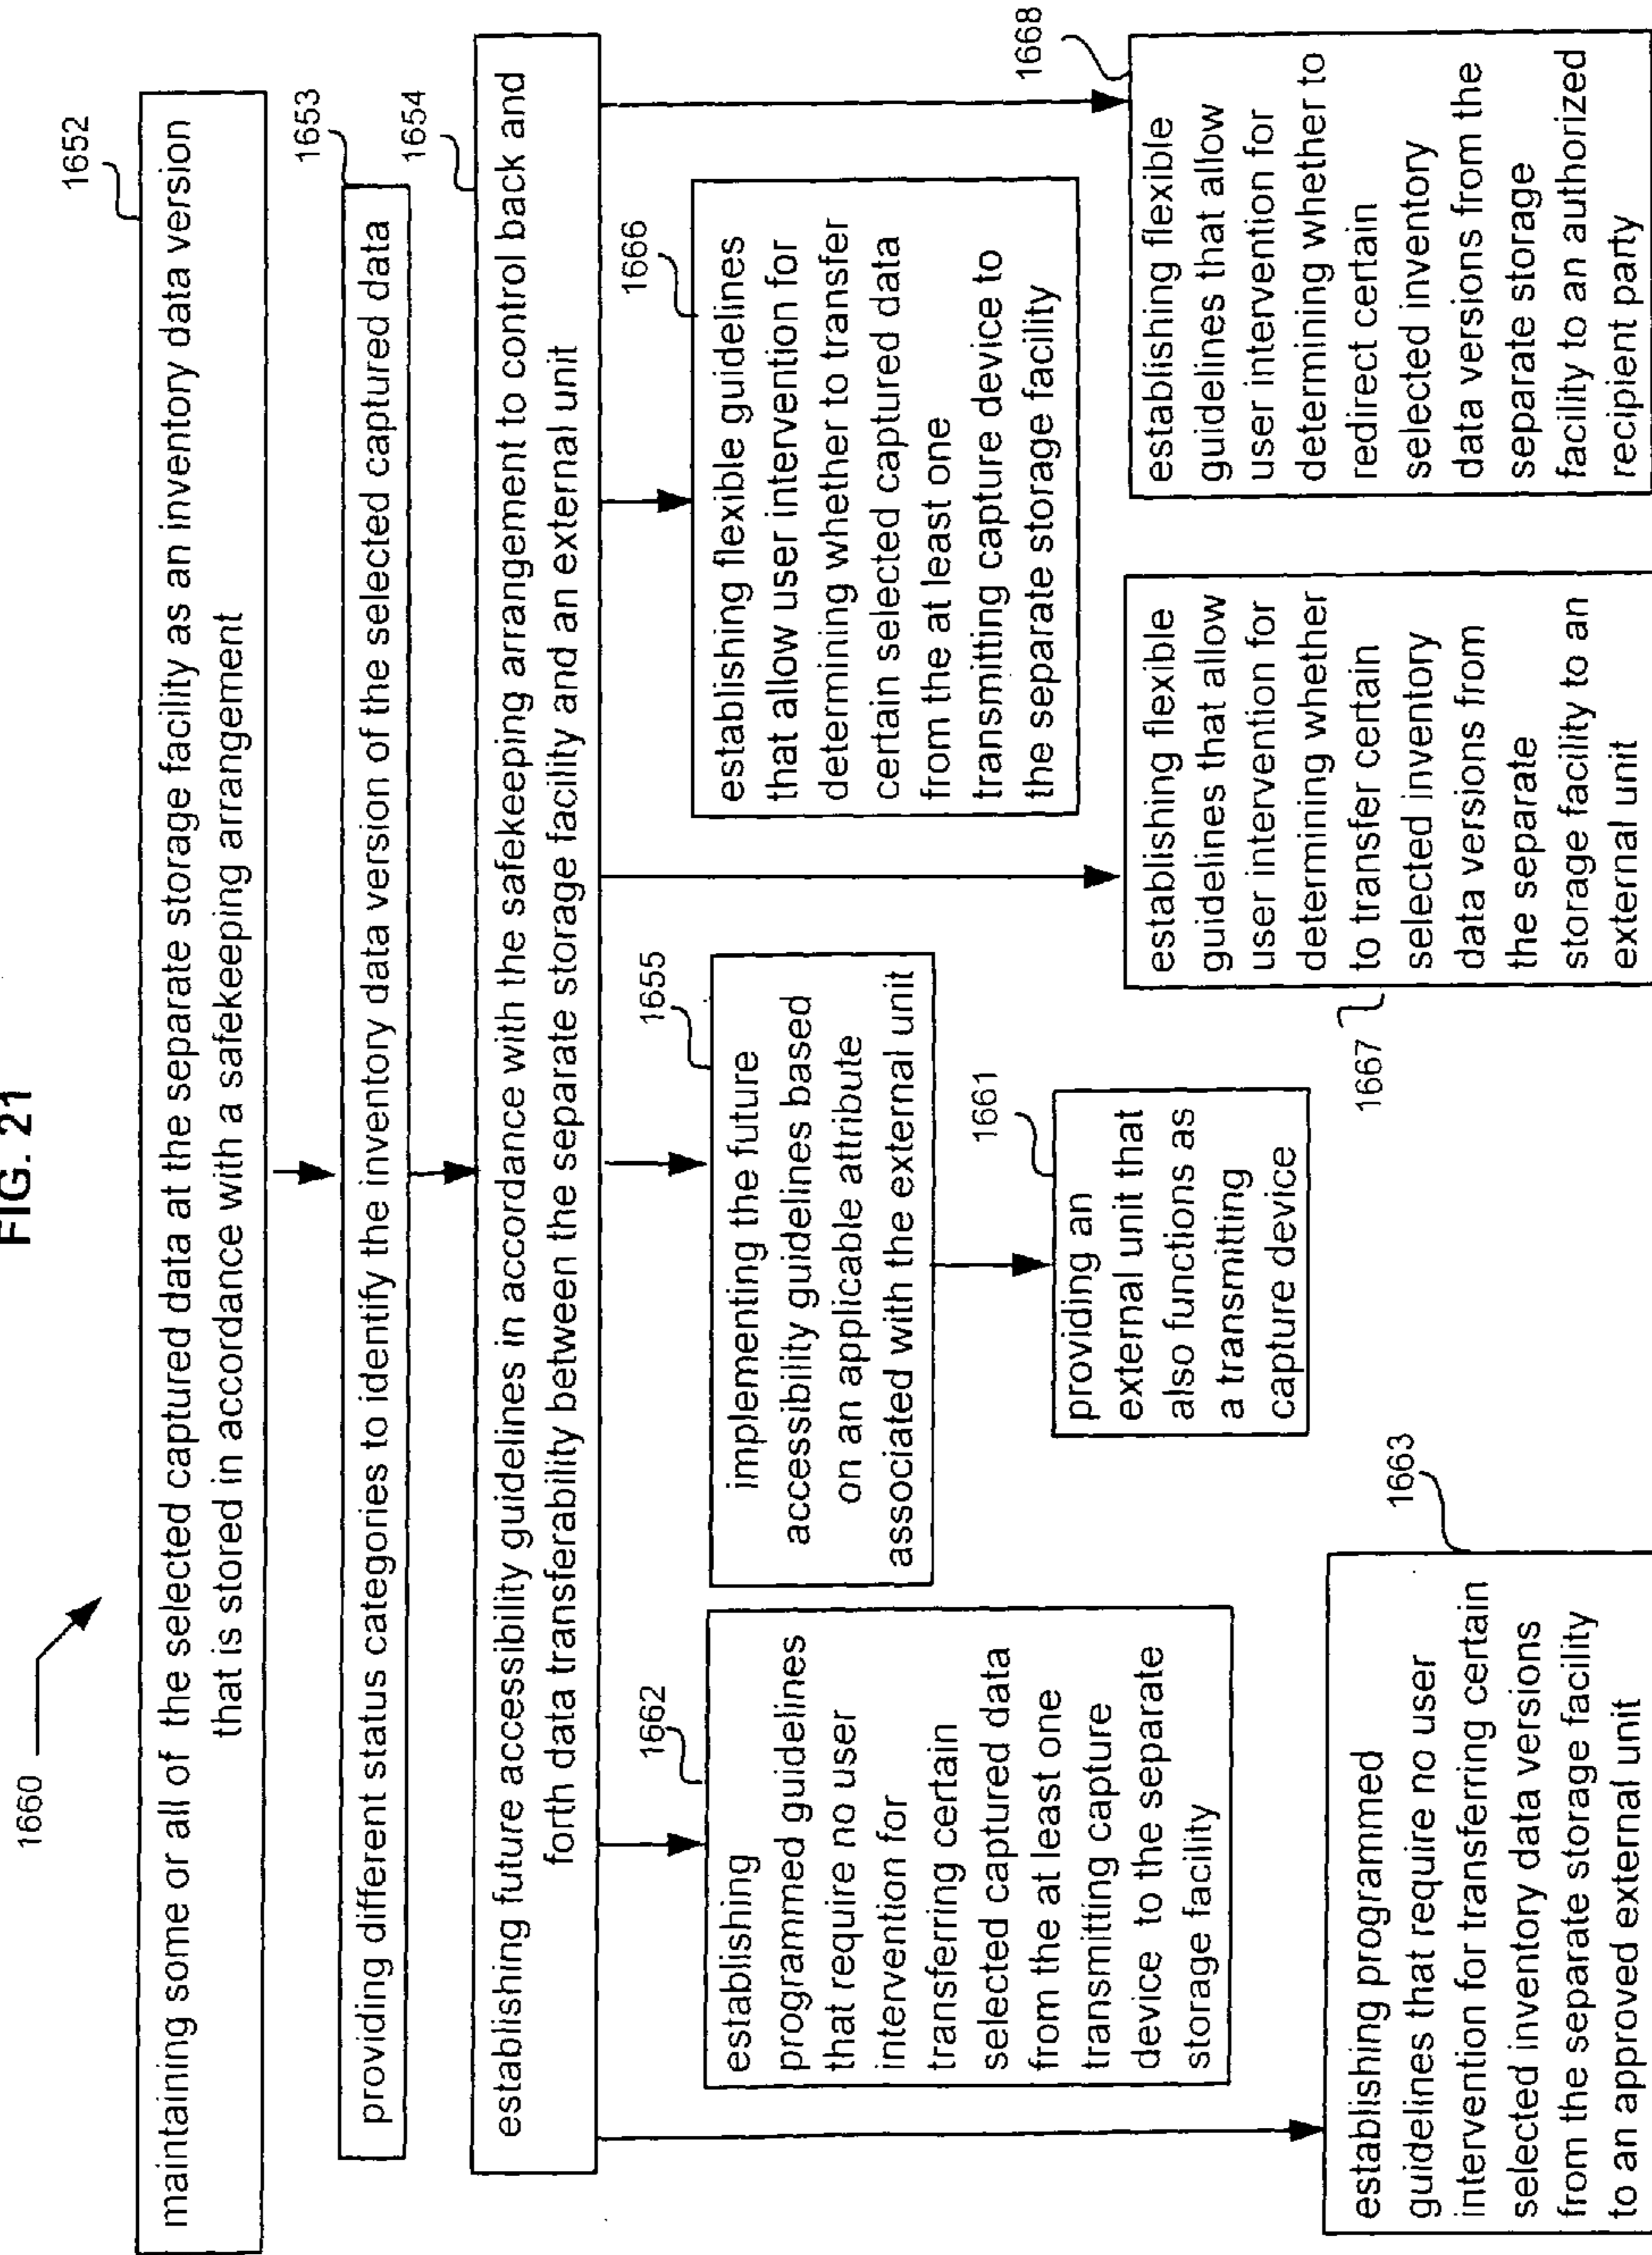 FIG. 21
1660
1652
maintaining some or all of the selected captured data at the separate storage facility as an inventory data version
that is stored in accordance with a safekeeping arrangement
1653
providing different status categories to identify the inventory data version of the selected captured data
1654
establishing future accessibility guidelines in accordance with the safekeeping arrangement to control back and
forth data transferability between the separate storage facility and an external unit
1662
establishing
programmed guidelines
that require no user
intervention for
transferring certain
selected captured data
from the at least one
transmitting capture
device to the separate
storage facility
1655
implementing the future
accessibility guidelines based
on an applicable attribute
associated with the external unit
1666
establishing flexible guidelines
that allow user intervention for
determining whether to transfer
certain selected captured data
from the at least one
transmitting capture device to
the separate storage facility
1661
providing an
external unit that
also functions as
a transmitting
capture device
1663
establishing programmed
guidelines that require no user
intervention for transferring certain
selected inventory data versions
from the separate storage facility
to an approved external unit
1667
establishing flexible
guidelines that allow
user intervention for
determining whether
to transfer certain
selected inventory
data versions from
the separate
storage facility to an
external unit
1668
establishing flexible
guidelines that allow
user intervention for
determining whether to
redirect certain
selected inventory
data versions from the
separate storage
facility to an authorized
recipient party